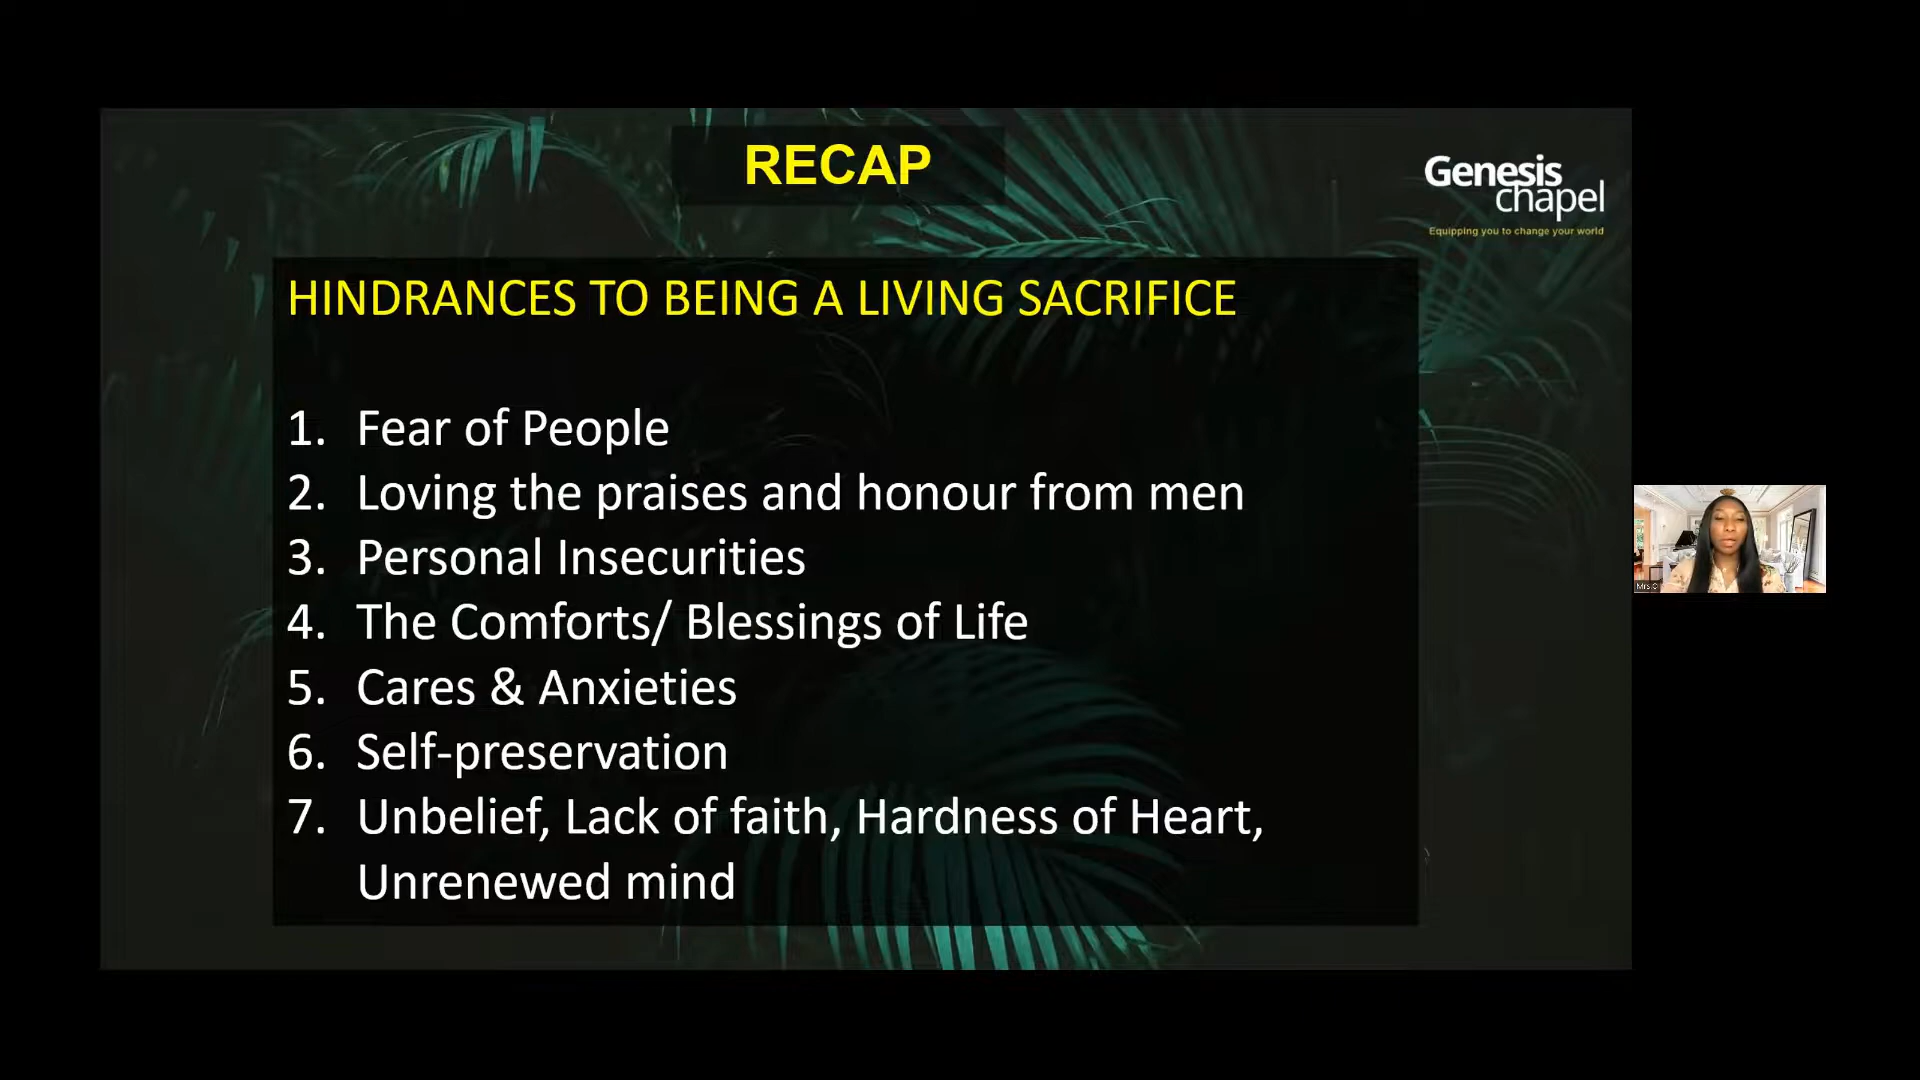 RECAP
Genesis
chapel
Equipping you to change your world
HINDRANCES TO BEING A LIVING SACRIFICE
1. Fear of People
2. Loving the praises and honour from men
3. Personal Insecurities
4. The Comforts/ Blessings of Life
5. Cares & Anxieties
6. Self-preservation
7. Unbelief, Lack of faith, Hardness of Heart,
Unrenewed mind